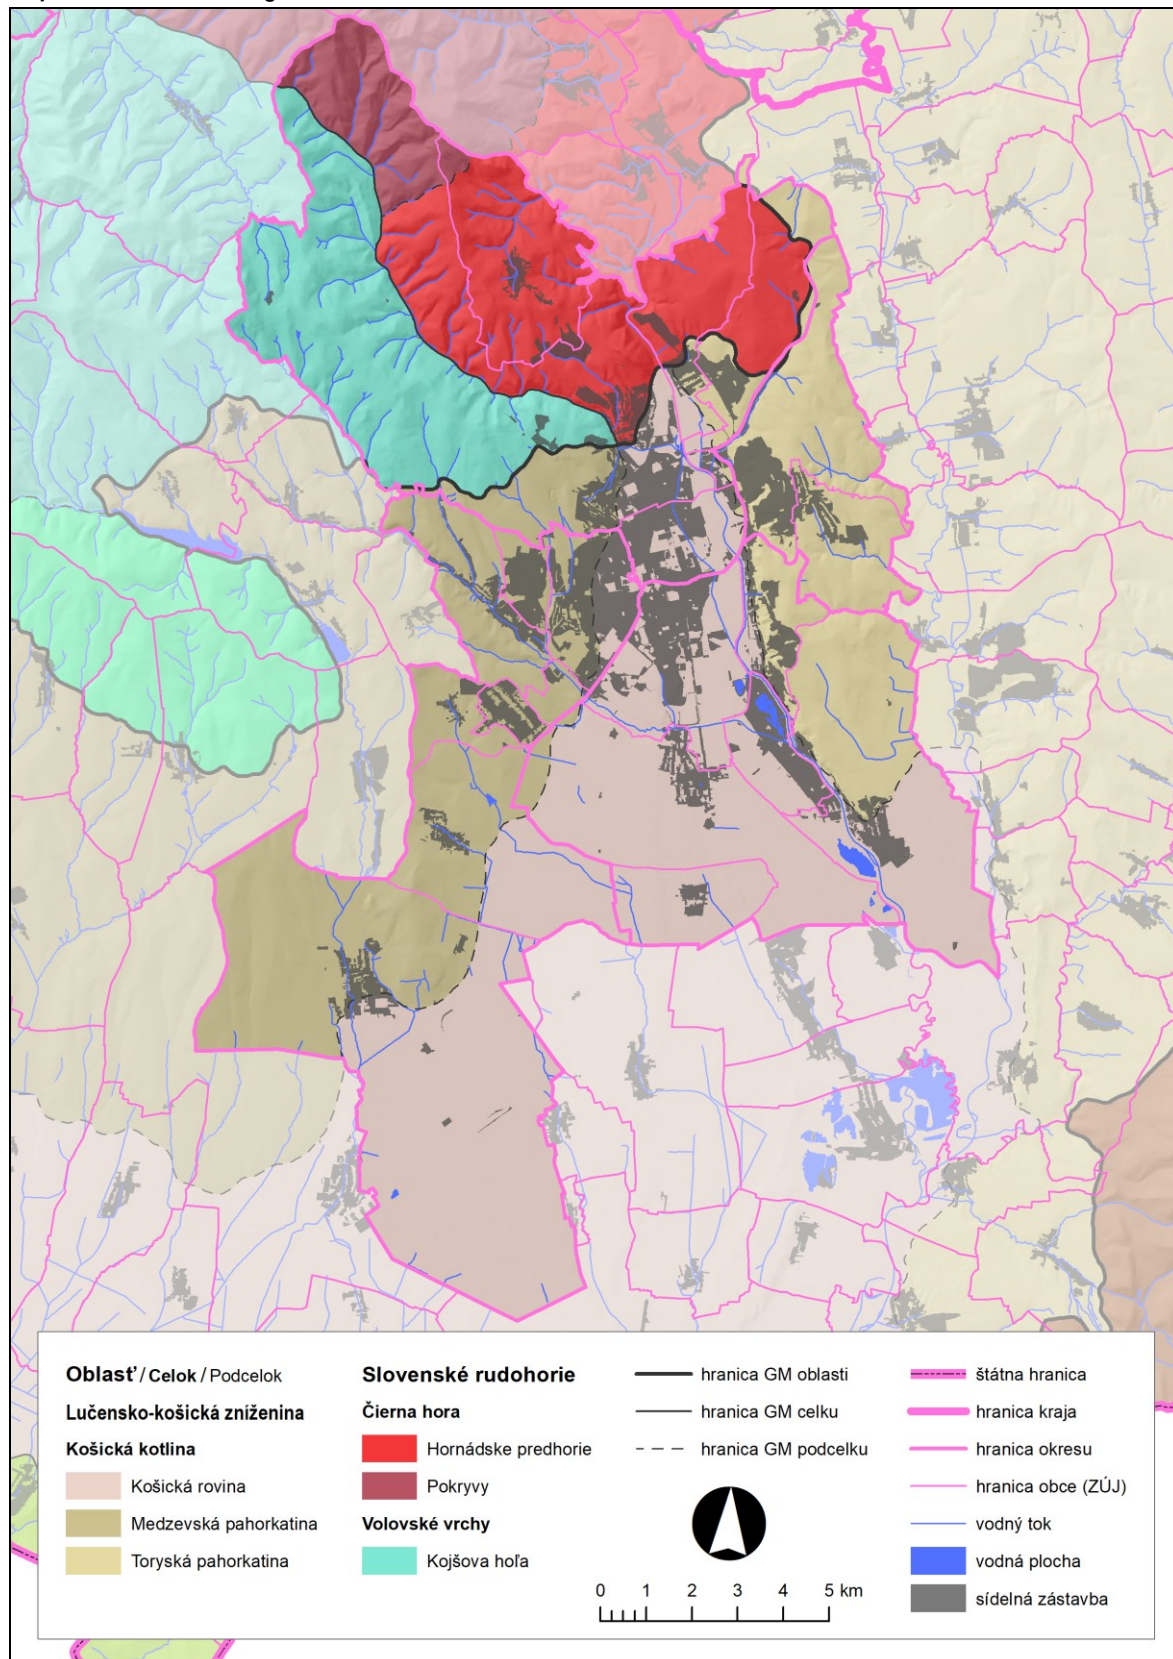 Oblasť / Celok / Podcelok
Lučensko-košická zníženina
Košická kotlina
Košická rovina
Medzevská pahorkatina
Toryská pahorkatina
Slovenské rudohorie
Čierna hora
Hornádske predhorie
Pokryvy
Volovské vrchy
Kojšova hoľa
hranica GM oblasti
hranica GM celku
hranica GM podcelku
0 1 2 3 4 5 km
štátna hranica
hranica kraja
hranica okresu
hranica obce (ZÚJ)
vodný tok
vodná plocha
sídelná zástavba